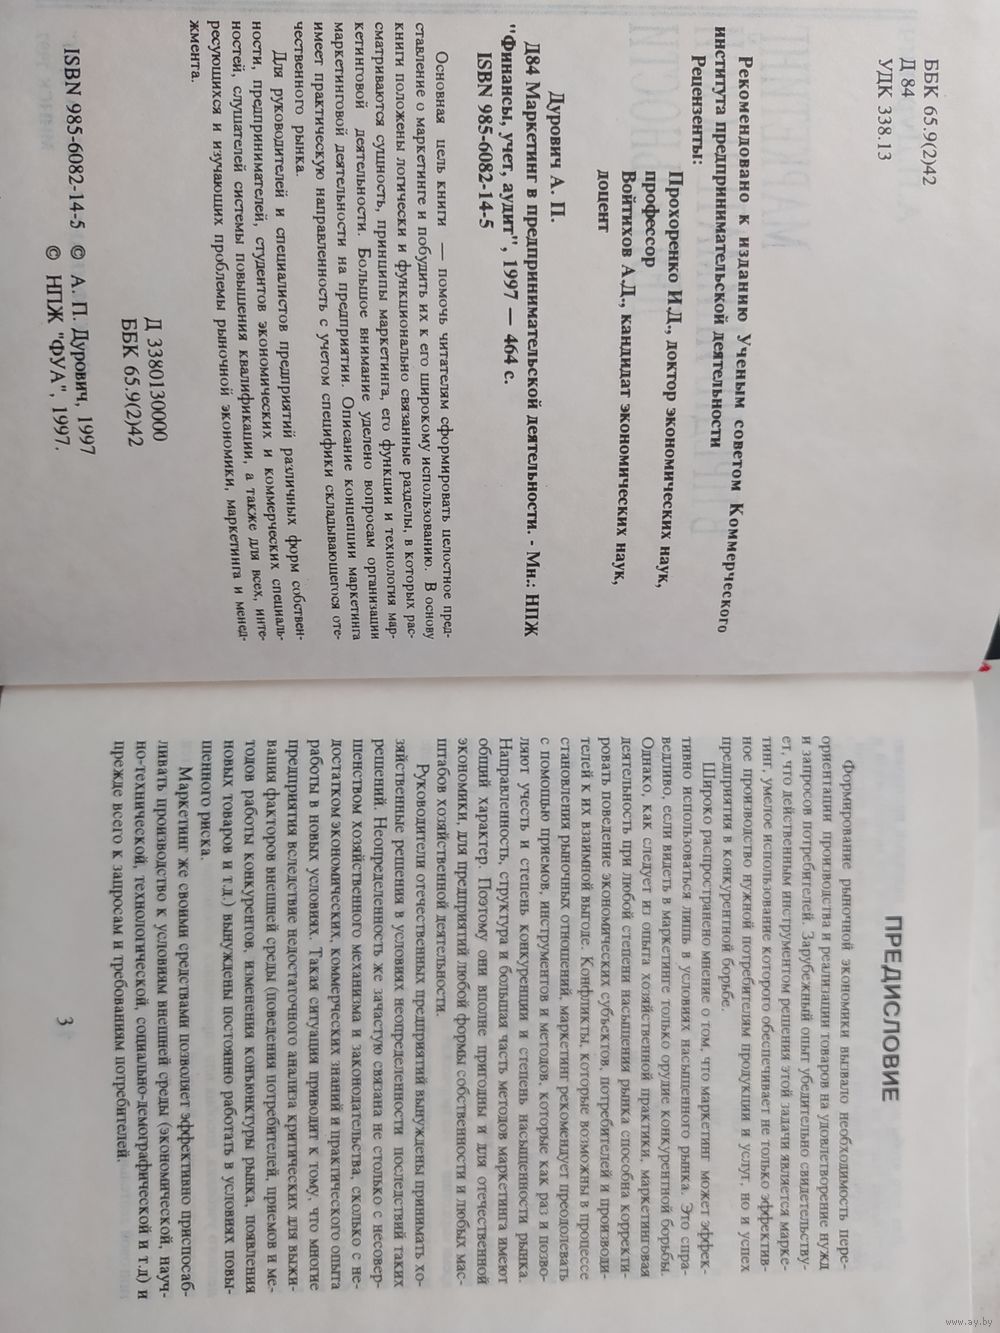 ББК 65.9(2)42
Д 84
УДК 338.13
Рекомендовано к изданию Ученым советом Коммерческого
института предпринимательской деятельности
Рецензенты:
Прохоренко И.Д., доктор экономических наук,
профессор
Войтихов А.Д., кандидат экономических наук,
доцент
Дурович А. П.
Д84 Маркетинг в предпринимательской деятельности. - Мн.: НПЖ
"Финансы, учет, аудит", 1997 — 464 с.
ISBN 985-6082-14-5
Основная цель книги — помочь читателям сформировать целостное пред-
ставление о маркетинге и побудить их к его широкому использованию. В основу
книги положены логически и функционально связанные разделы, в которых рас-
сматриваются сущность, принципы маркетинга, его функции и технология мар-
кетинговой деятельности. Большое внимание уделено вопросам организации
маркетинговой деятельности на предприятии. Описание концепции маркетинга
имеет практическую направленность с учетом специфики складывающегося оте-
чественного рынка.
Для руководителей и специалистов предприятий различных форм собствен-
ности, предпринимателей, студентов экономических и коммерческих специаль-
ностей, слушателей системы повышения квалификации, а также для всех, инте-
ресующихся и изучающих проблемы рыночной экономики, маркетинга и менед-
жмента.
Д 3380130000
ББК 65.9(2)42
ISBN 985-6082-14-5 © А. П. Дурович, 1997
© НПЖ "ФУА", 1997.
ПРЕДИСЛОВИЕ
Формирование рыночной экономики вызвало необходимость пере-
ориентации производства и реализации товаров на удовлетворение нужд
и запросов потребителей. Зарубежный опыт убедительно свидетельству-
ет, что действенным инструментом решения этой задачи является марке-
тинг, умелое использование которого обеспечивает не только эффектив-
ное производство нужной потребителям продукции и услуг, но и успех
предприятия в конкурентной борьбе.
Широко распространено мнение о том, что маркетинг может эффек-
тивно использоваться лишь в условиях насыщенного рынка. Это спра-
ведливо, если видеть в маркетинге только орудие конкурентной борьбы.
Однако, как следует из опыта хозяйственной практики, маркетинговая
деятельность при любой степени насыщения рынка способна корректи-
ровать поведение экономических субъектов, потребителей и производи-
телей к их взаимной выгоде. Конфликты, которые возможны в процессе
становления рыночных отношений, маркетинг рекомендует преодолевать
с помощью приемов, инструментов и методов, которые как раз и позво-
ляют учесть и степень конкуренции и степень насыщенности рынка.
Направленность, структура и большая часть методов маркетинга имеют
общий характер. Поэтому они вполне пригодны и для отечественной
экономики, для предприятий любой формы собственности и любых мас-
штабов хозяйственной деятельности.
Руководители отечественных предприятий вынуждены принимать хо-
зяйственные решения в условиях неопределенности последствий таких
решений. Неопределенность же зачастую связана не столько с несовер-
шенством хозяйственного механизма и законодательства, сколько с не-
достатком экономических, коммерческих знаний и практического опыта
работы в новых условиях. Такая ситуация приводит к тому, что многие
предприятия вследствие недостаточного анализа критических для выжи-
вания факторов внешней среды (поведения потребителей, приемов и ме-
тодов работы конкурентов, изменения конъюнктуры рынка, появления
новых товаров и т.д.) вынуждены постоянно работать в условиях повы-
шенного риска.
Маркетинг же своими средствами позволяет эффективно приспосаб-
ливать производство к условиям внешней среды (экономической, науч-
но-технической, технологической, социально-демографической и т.д) и
прежде всего к запросам и требованиям потребителей.
3
www.ay.by